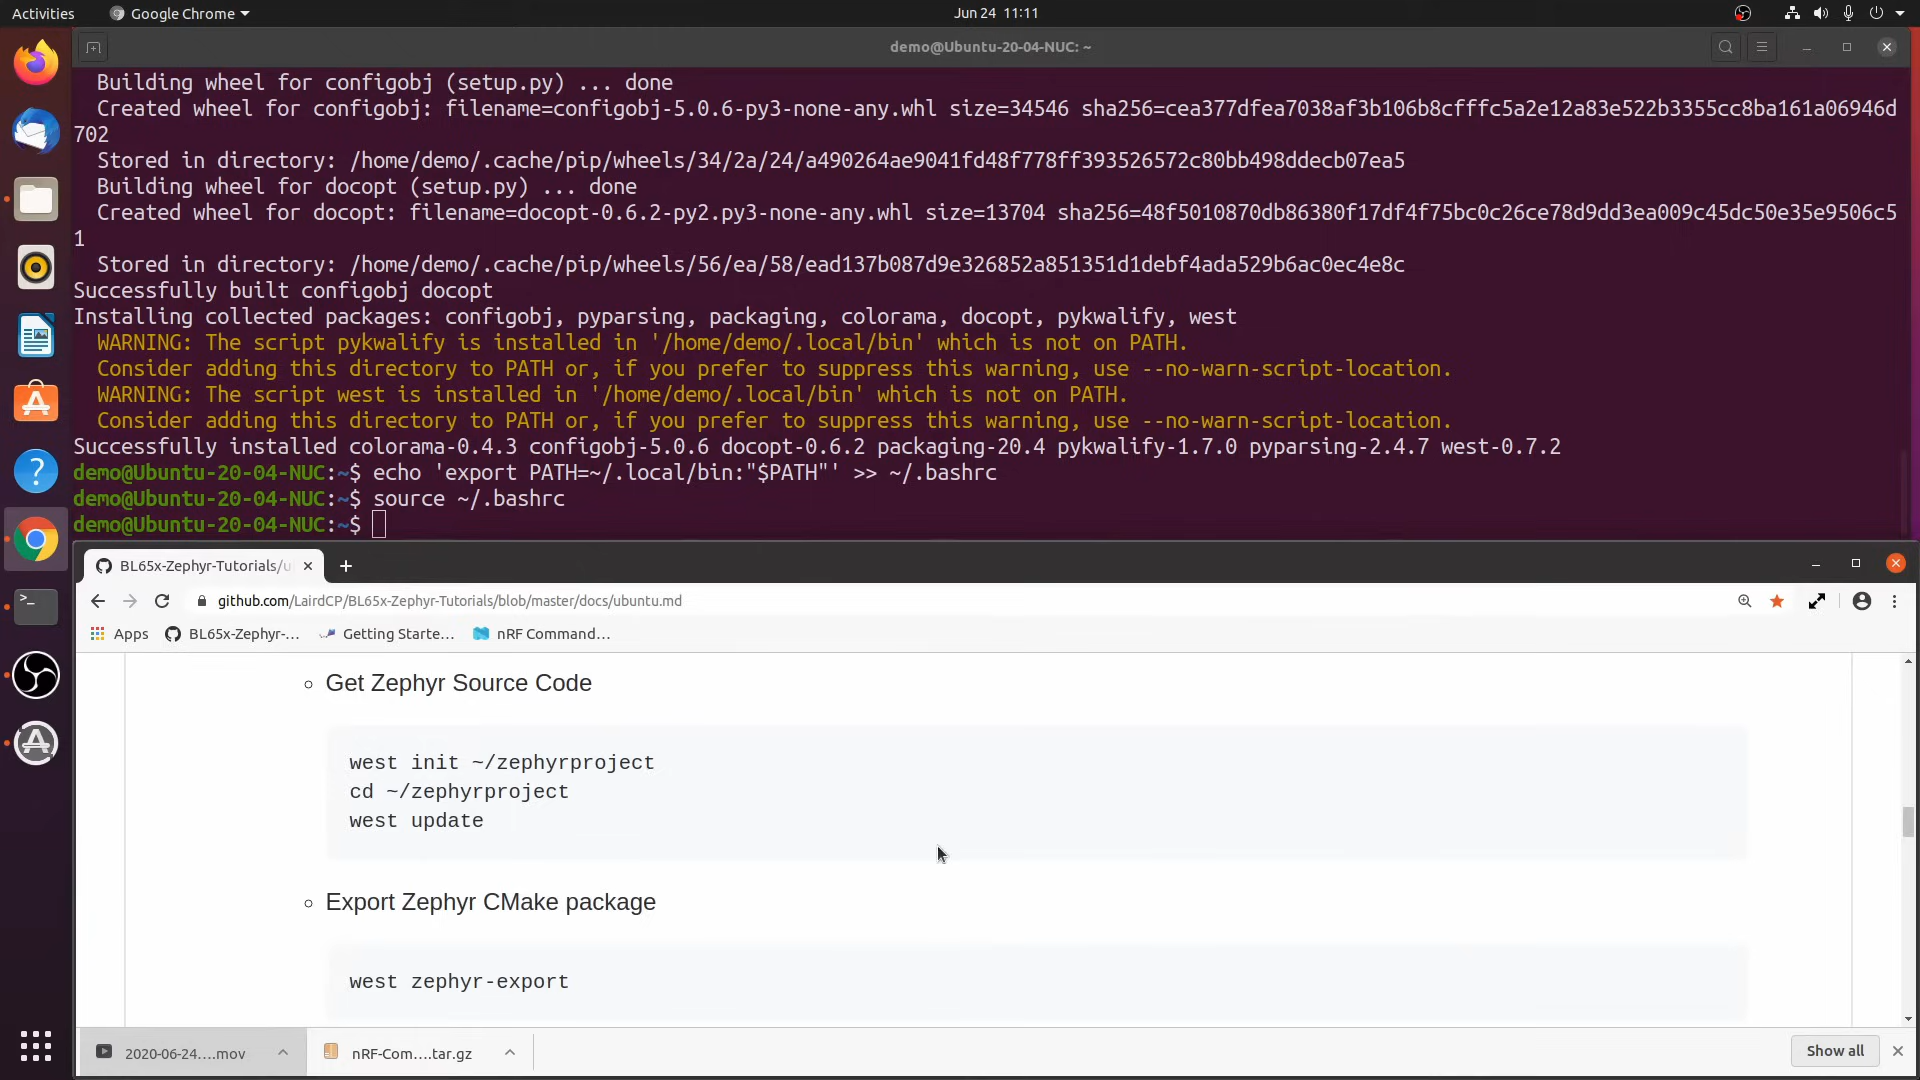 Activities
Google Chrome
Jun 24 11:11
demo@Ubuntu-20-04-NUC: ~
Building wheel for configobj (setup.py) ... done
Created wheel for configobj: filename=configobj-5.0.6-py3-none-any.whl size=34546 sha256=cea377dfea7038af3b106b8cfffc5a2e12a83e522b3355cc8ba161a06946d
702
Stored in directory: /home/demo/.cache/pip/wheels/34/2a/24/a490264ae9041fd48f778ff393526572c80bb498ddecb07ea5
Building wheel for docopt (setup.py) ... done
Created wheel for docopt: filename=docopt-0.6.2-py2.py3-none-any.whl size=13704 sha256=48f5010870db86380f17df4f75bc0c26ce78d9dd3ea009c45dc50e35e9506c5
1
Stored in directory: /home/demo/.cache/pip/wheels/56/ea/58/ead137b087d9e326852a851351d1debf4ada529b6ac0ec4e8c
Successfully built configobj docopt
Installing collected packages: configobj, pyparsing, packaging, colorama, docopt, pykwalify, west
WARNING: The script pykwalify is installed in '/home/demo/.local/bin' which is not on PATH.
Consider adding this directory to PATH or, if you prefer to suppress this warning, use --no-warn-script-location.
WARNING: The script west is installed in '/home/demo/.local/bin' which is not on PATH.
Consider adding this directory to PATH or, if you prefer to suppress this warning, use --no-warn-script-location.
Successfully installed colorama-0.4.3 configobj-5.0.6 docopt-0.6.2 packaging-20.4 pykwalify-1.7.0 pyparsing-2.4.7 west-0.7.2
demo@Ubuntu-20-04-NUC:~$ echo 'export PATH=~/.local/bin:"$PATH"' >> ~/.bashrc
demo@Ubuntu-20-04-NUC:~$ source ~/.bashrc
demo@Ubuntu-20-04-NUC:~$
BL65x-Zephyr-Tutorials/u
github.com/LairdCP/BL65x-Zephyr-Tutorials/blob/master/docs/ubuntu.md
Apps
BL65x-Zephyr-...
Getting Starte...
nRF Command...
Get Zephyr Source Code
west init ~/zephyrproject
cd ~/zephyrproject
west update
Export Zephyr CMake package
west zephyr-export
2020-06-24....mov
nRF-Com....tar.gz
Show all